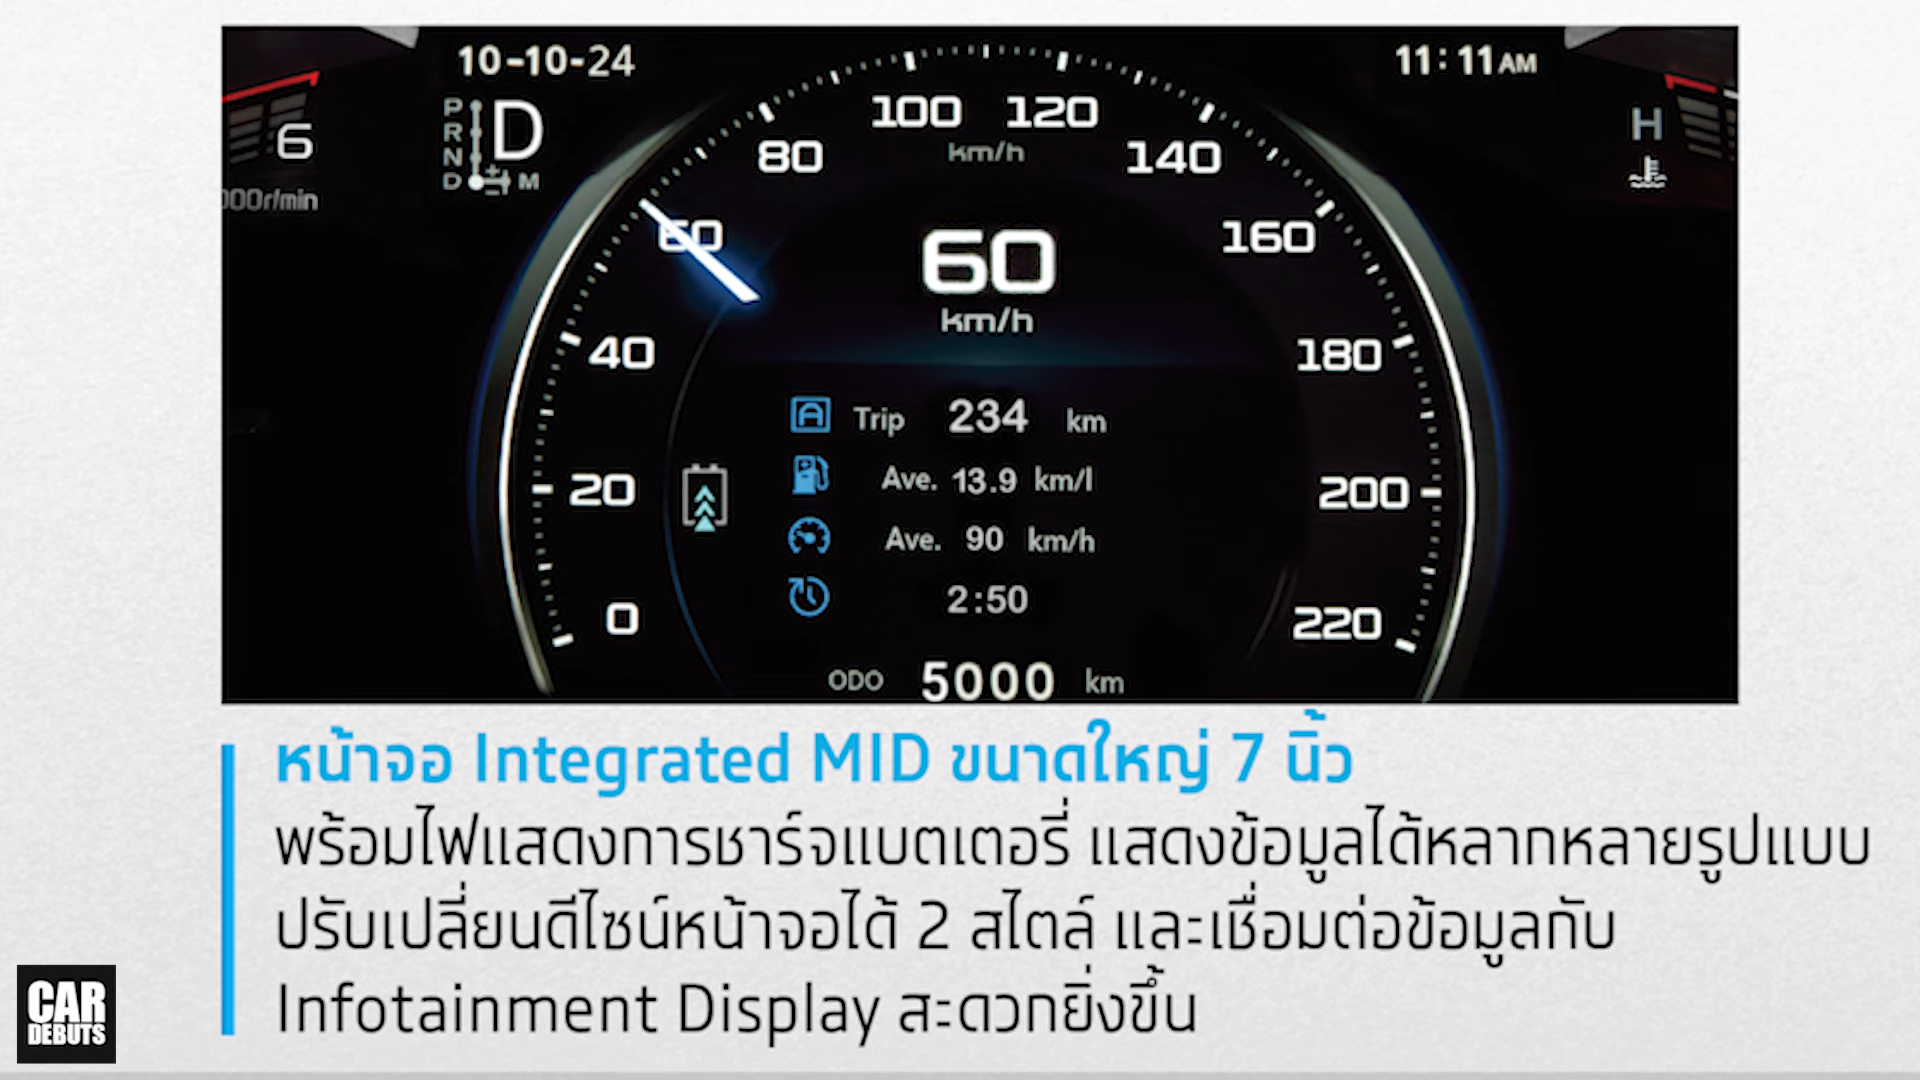 10-10-24
11:11AM
P
R
N
D
D
M
6
000r/min
H
0
20
40
60
80
100
120
140
160
180
200
220
km/h
60
km/h
Trip 234 km
Ave. 13.9 km/l
Ave. 90 km/h
2:50
ODO 5000 km
หน้าจอ Integrated MID ขนาดใหญ่ 7 นิ้ว
พร้อมไฟแสดงการชาร์จแบตเตอรี่ แสดงข้อมูลได้หลากหลายรูปแบบ
ปรับเปลี่ยนดีไซน์หน้าจอได้ 2 สไตล์ และเชื่อมต่อข้อมูลกับ
Infotainment Display สะดวกยิ่งขึ้น
CAR
DEBUTS